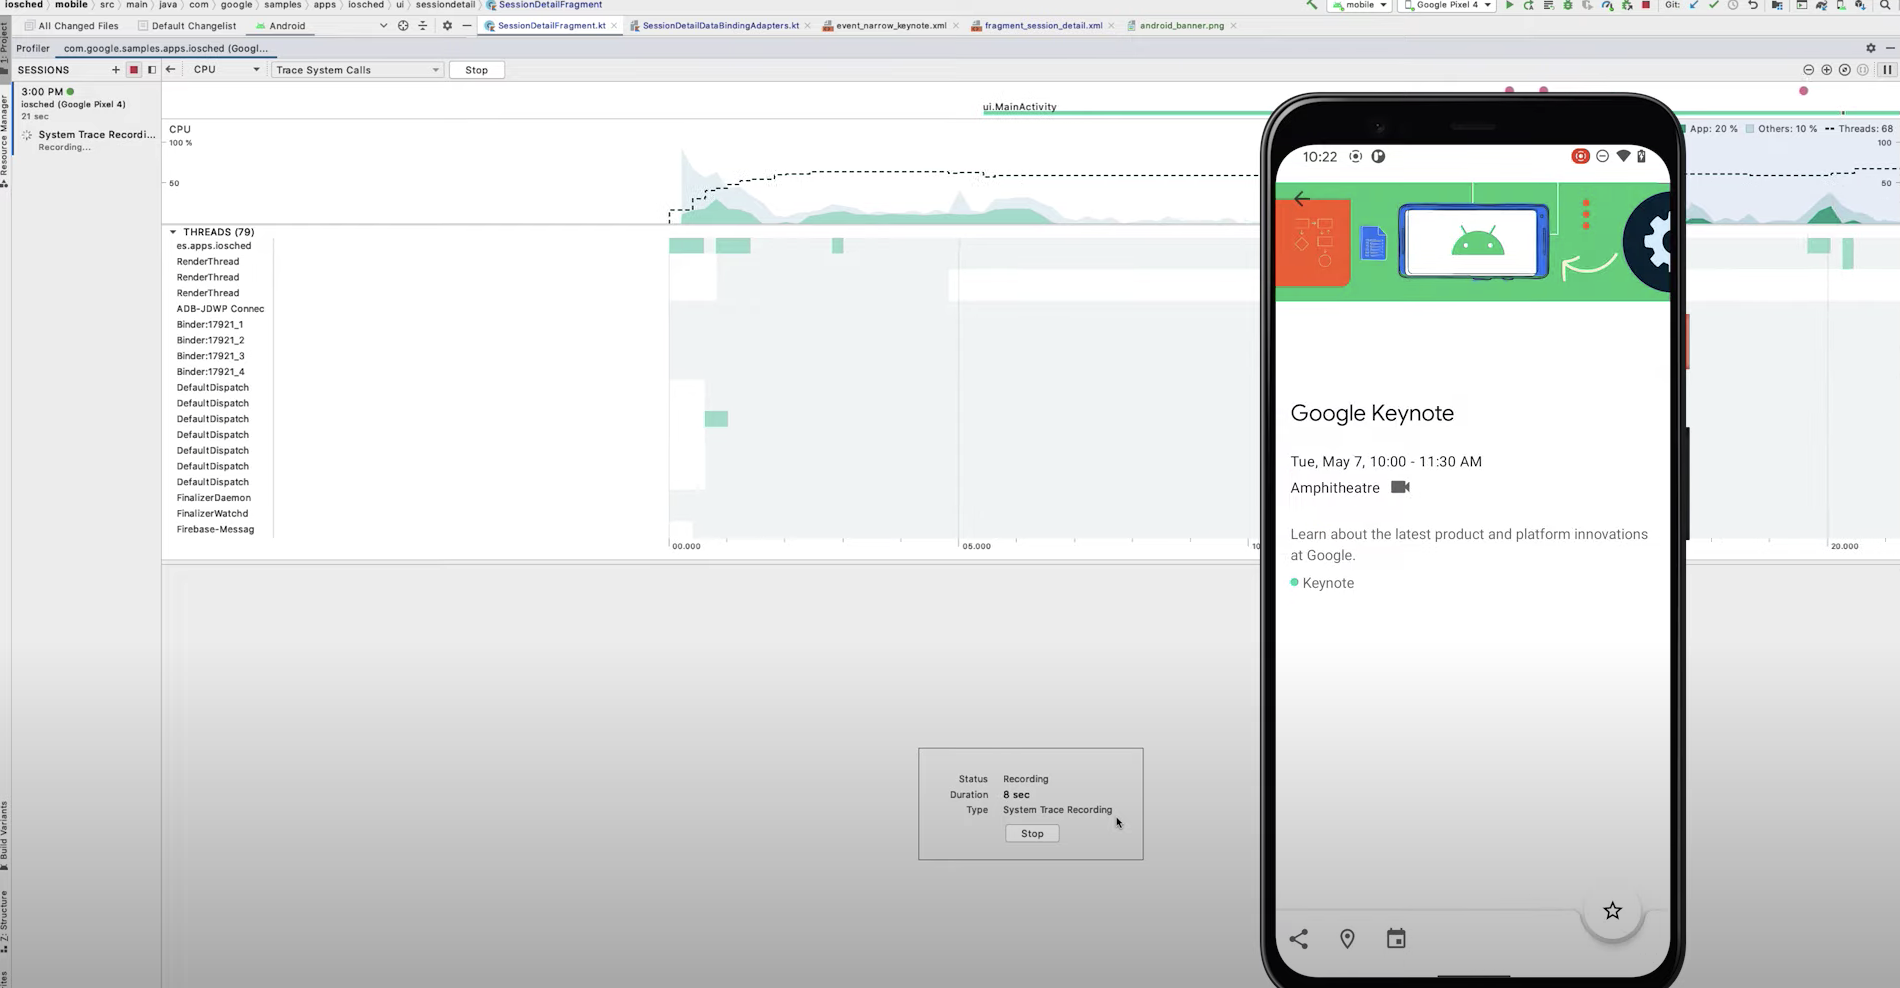 iosched mobile src main java com google samples apps iosched ui sessiondetail SessionDetailFragment
mobile Google Pixel 4 Git:
All Changed Files Default Changelist Android SessionDetailFragment.kt SessionDetailDataBindingAdapters.kt event_narrow_keynote.xml fragment_session_detail.xml android_banner.png
Profiler com.google.samples.apps.iosched (Googl...
SESSIONS CPU Trace System Calls Stop
1: Project
Resource Manager
Build Variants
Z: Structure
3:00 PM
iosched (Google Pixel 4)
21 sec
System Trace Recordi...
Recording...
ui.MainActivity
CPU
100 %
50
App: 20 % Others: 10 % Threads: 68
100
50
THREADS (79)
es.apps.iosched
RenderThread
RenderThread
RenderThread
ADB-JDWP Connec
Binder:17921_1
Binder:17921_2
Binder:17921_3
Binder:17921_4
DefaultDispatch
DefaultDispatch
DefaultDispatch
DefaultDispatch
DefaultDispatch
DefaultDispatch
DefaultDispatch
FinalizerDaemon
FinalizerWatchd
Firebase-Messag
00.000 05.000 10 20.000
Status Recording
Duration 8 sec
Type System Trace Recording
Stop
10:22
Google Keynote
Tue, May 7, 10:00 - 11:30 AM
Amphitheatre
Learn about the latest product and platform innovations
at Google.
Keynote